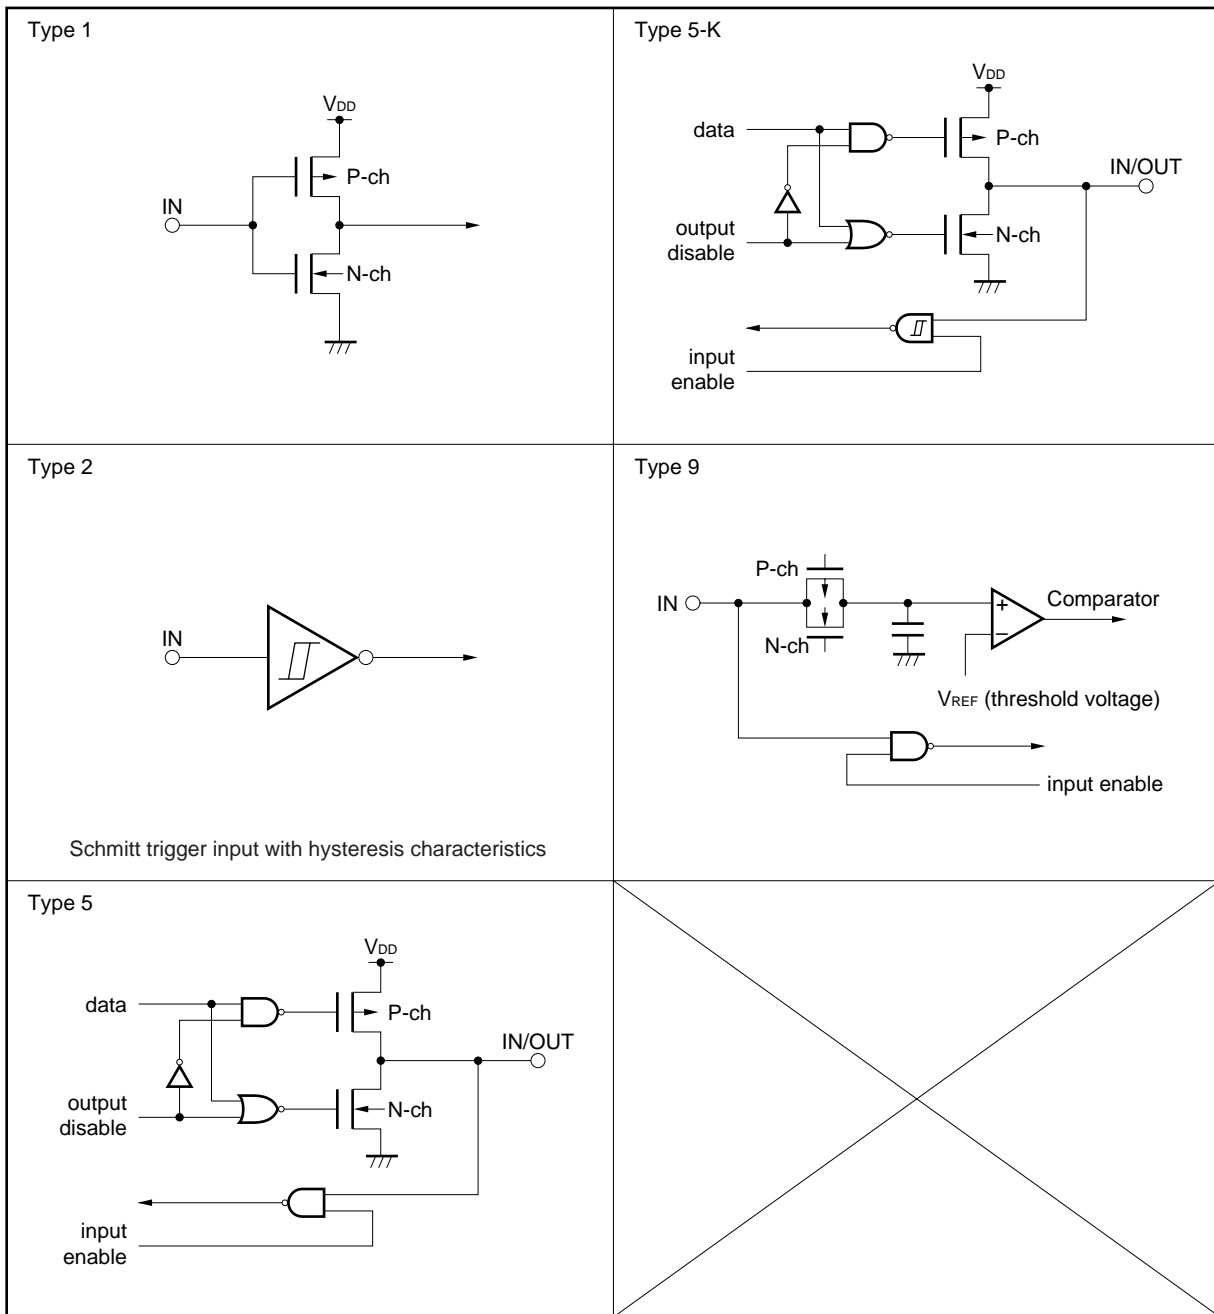 Type 1
VDD
P-ch
IN
N-ch
Type 5-K
VDD
data
P-ch
IN/OUT
output
disable
N-ch
input
enable
Type 2
IN
Schmitt trigger input with hysteresis characteristics
Type 9
P-ch
IN
Comparator
N-ch
VREF (threshold voltage)
input enable
Type 5
VDD
data
P-ch
IN/OUT
output
disable
N-ch
input
enable